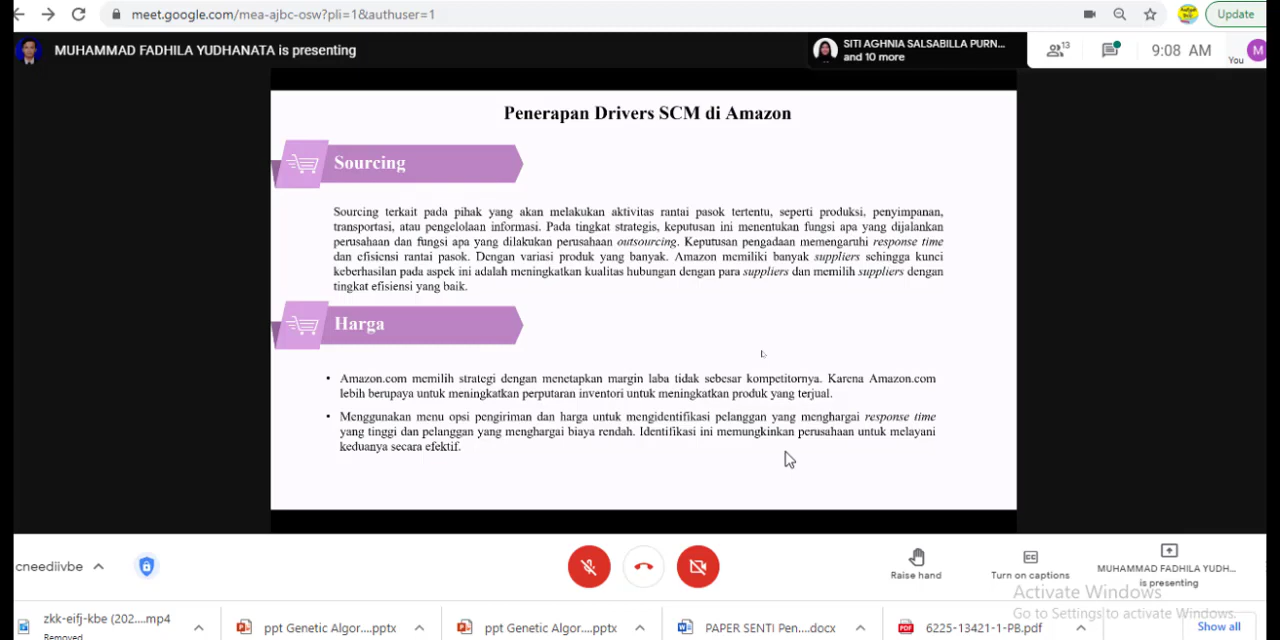 meet.google.com/mea-ajbc-osw?pli=1&authuser=1
Update
MUHAMMAD FADHILA YUDHANATA is presenting
SITI AGHNIA SALSABILLA PURN...
and 10 more
13
9:08 AM
You
M
Penerapan Drivers SCM di Amazon
Sourcing
Sourcing terkait pada pihak yang akan melakukan aktivitas rantai pasok tertentu, seperti produksi, penyimpanan,
transportasi, atau pengelolaan informasi. Pada tingkat strategis, keputusan ini menentukan fungsi apa yang dijalankan
perusahaan dan fungsi apa yang dilakukan perusahaan outsourcing. Keputusan pengadaan memengaruhi response time
dan efisiensi rantai pasok. Dengan variasi produk yang banyak. Amazon memiliki banyak suppliers sehingga kunci
keberhasilan pada aspek ini adalah meningkatkan kualitas hubungan dengan para suppliers dan memilih suppliers dengan
tingkat efisiensi yang baik.
Harga
• Amazon.com memilih strategi dengan menetapkan margin laba tidak sebesar kompetitornya. Karena Amazon.com
lebih berupaya untuk meningkatkan perputaran inventori untuk meningkatkan produk yang terjual.
• Menggunakan menu opsi pengiriman dan harga untuk mengidentifikasi pelanggan yang menghargai response time
yang tinggi dan pelanggan yang menghargai biaya rendah. Identifikasi ini memungkinkan perusahaan untuk melayani
keduanya secara efektif.
cneediivbe
Raise hand
Turn on captions
MUHAMMAD FADHILA YUDH...
is presenting
Activate Windows
Go to Settings to activate Windows.
zkk-eifj-kbe (202....mp4
Removed
ppt Genetic Algor....pptx
ppt Genetic Algor....pptx
PAPER SENTI Pen....docx
6225-13421-1-PB.pdf
Show all